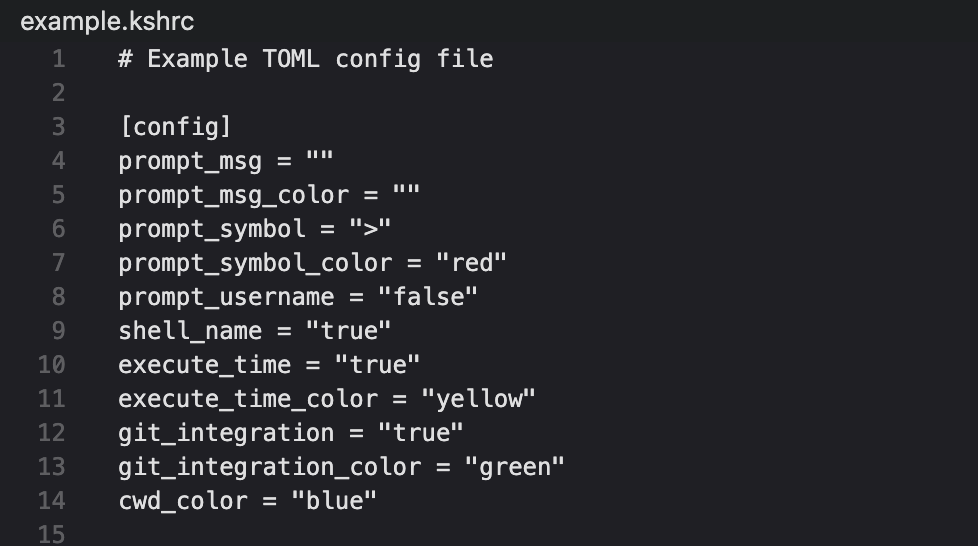 example.kshrc
1 # Example TOML config file
2
3 [config]
4 prompt_msg = ""
5 prompt_msg_color = ""
6 prompt_symbol = ">"
7 prompt_symbol_color = "red"
8 prompt_username = "false"
9 shell_name = "true"
10 execute_time = "true"
11 execute_time_color = "yellow"
12 git_integration = "true"
13 git_integration_color = "green"
14 cwd_color = "blue"
15